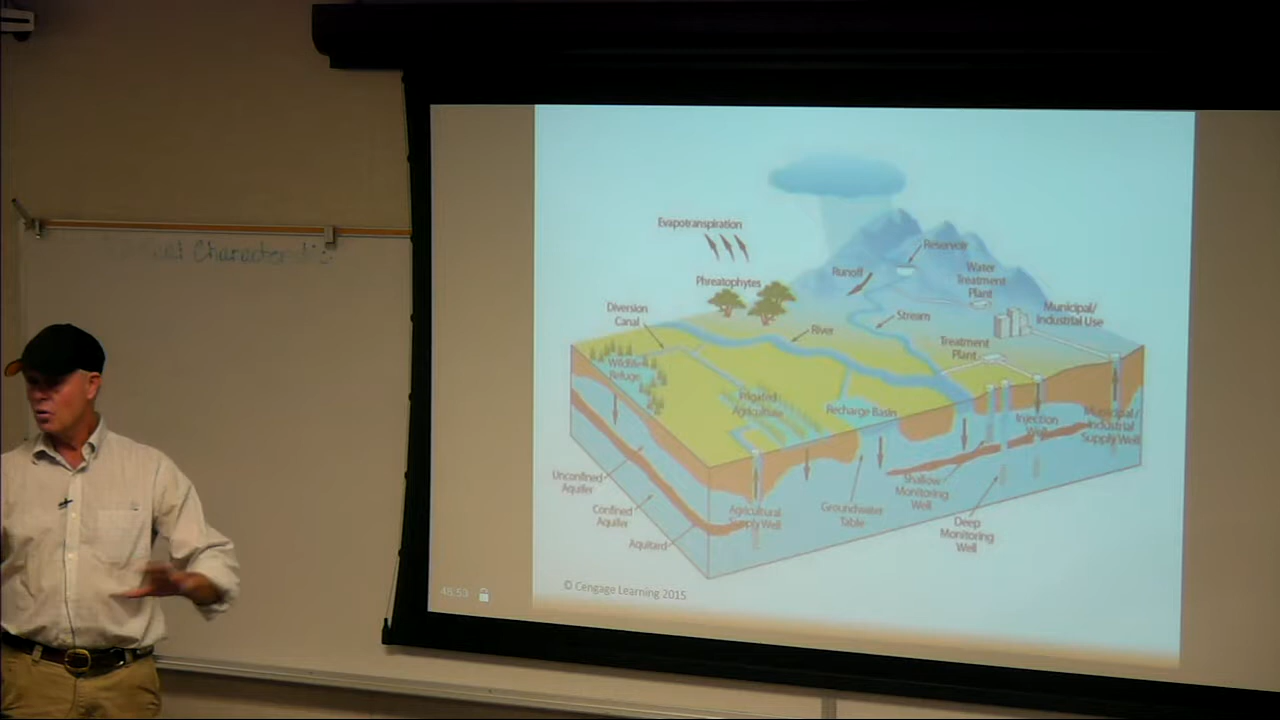 Characteristic
Evapotranspiration
Reservoir
Runoff
Water
Treatment
Plant
Phreatophytes
Diversion
Canal
River
Stream
Municipal/
Industrial Use
Treatment
Plant
Wildlife
Refuge
Irrigated
Agriculture
Recharge Basin
Injection
Well
Municipal/
Industrial
Supply Well
Unconfined
Aquifer
Confined
Aquifer
Aquitard
Agricultural
Supply Well
Groundwater
Table
Shallow
Monitoring
Well
Deep
Monitoring
Well
© Cengage Learning 2015